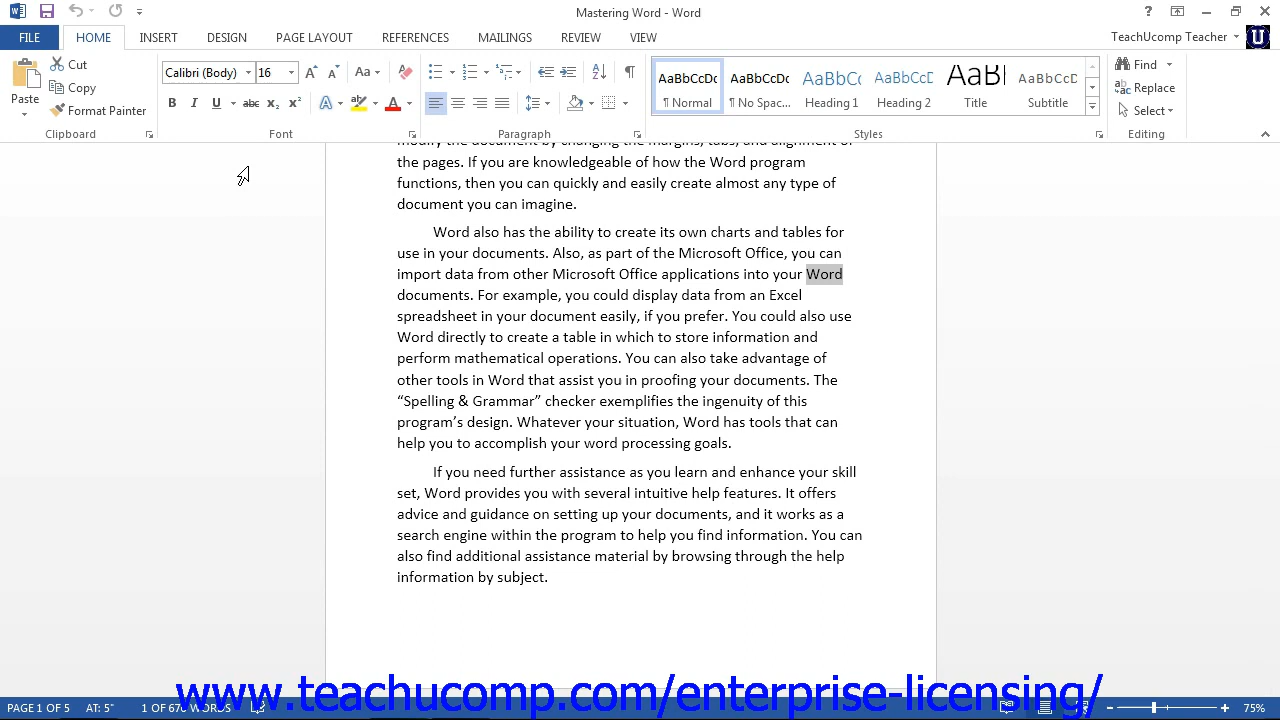 Mastering Word - Word
FILE HOME INSERT DESIGN PAGE LAYOUT REFERENCES MAILINGS REVIEW VIEW TeachUcomp Teacher
Paste
Cut
Copy
Format Painter
Clipboard
Calibri (Body) 16
Font
Paragraph
AaBbCcDc AaBbCcDc AaBbCc AaBbCcD AaB AaBbCcD
¶ Normal ¶ No Spac... Heading 1 Heading 2 Title Subtitle
Styles
Find
Replace
Select
Editing
modify the document by changing the margins, tabs, and alignment of
the pages. If you are knowledgeable of how the Word program
functions, then you can quickly and easily create almost any type of
document you can imagine.
Word also has the ability to create its own charts and tables for
use in your documents. Also, as part of the Microsoft Office, you can
import data from other Microsoft Office applications into your Word
documents. For example, you could display data from an Excel
spreadsheet in your document easily, if you prefer. You could also use
Word directly to create a table in which to store information and
perform mathematical operations. You can also take advantage of
other tools in Word that assist you in proofing your documents. The
“Spelling & Grammar” checker exemplifies the ingenuity of this
program’s design. Whatever your situation, Word has tools that can
help you to accomplish your word processing goals.
If you need further assistance as you learn and enhance your skill
set, Word provides you with several intuitive help features. It offers
advice and guidance on setting up your documents, and it works as a
search engine within the program to help you find information. You can
also find additional assistance material by browsing through the help
information by subject.
www.teachucomp.com/enterprise-licensing/
PAGE 1 OF 5 AT: 5" 1 OF 670 WORDS 75%